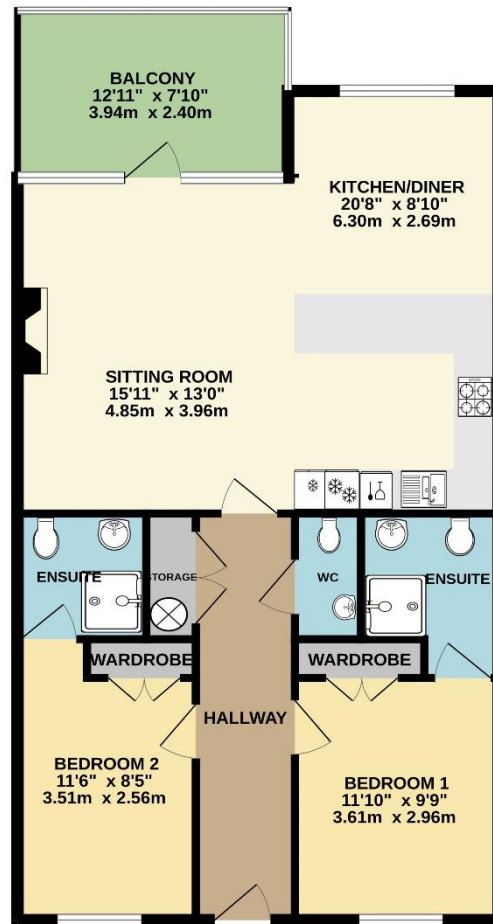 BALCONY
12'11" x 7'10"
3.94m x 2.40m
KITCHEN/DINER
20'8" x 8'10"
6.30m x 2.69m
SITTING ROOM
15'11" x 13'0"
4.85m x 3.96m
ENSUITE
STORAGE
WC
ENSUITE
WARDROBE
WARDROBE
HALLWAY
BEDROOM 2
11'6" x 8'5"
3.51m x 2.56m
BEDROOM 1
11'10" x 9'9"
3.61m x 2.96m